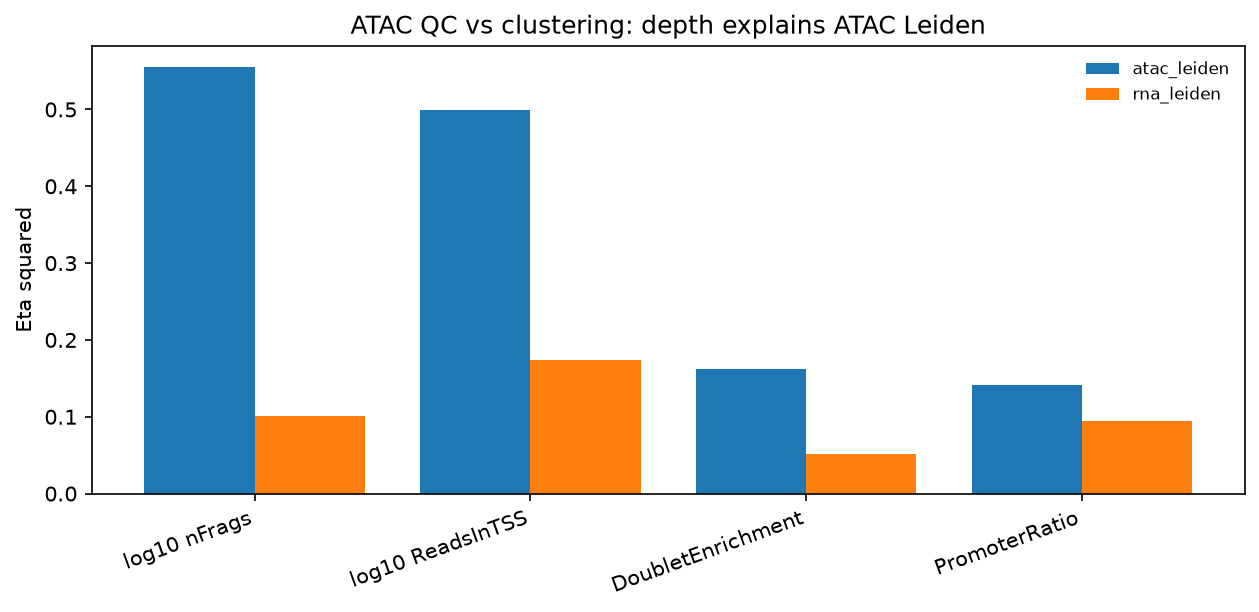 ATAC QC vs clustering: depth explains ATAC Leiden
atac_leiden
rna_leiden
Eta squared
0.5
0.4
0.3
0.2
0.1
0.0
log10 nFrags
log10 ReadsInTSS
DoubletEnrichment
PromoterRatio